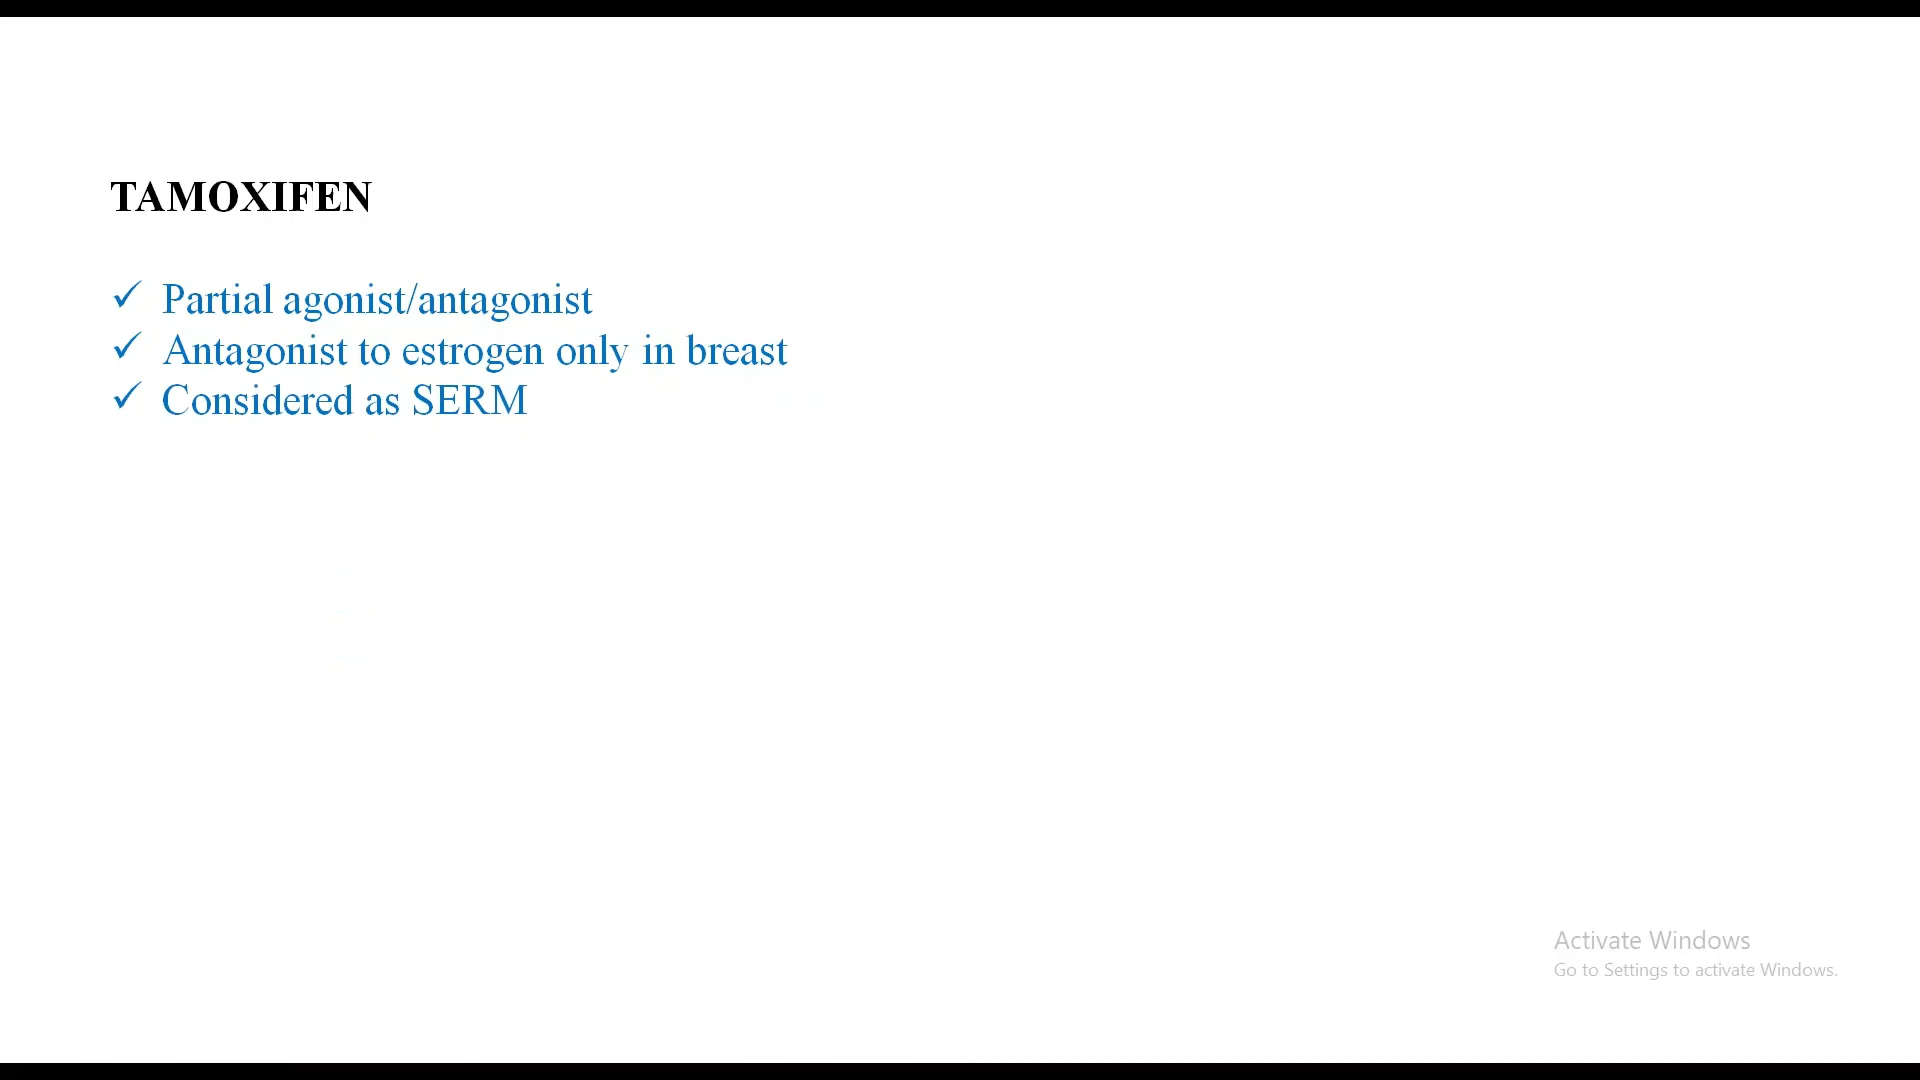 TAMOXIFEN
✓ Partial agonist/antagonist
✓ Antagonist to estrogen only in breast
✓ Considered as SERM
Activate Windows
Go to Settings to activate Windows.